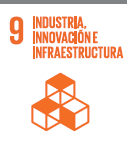 9 INDUSTRIA,
INNOVACIÓN E
INFRAESTRUCTURA